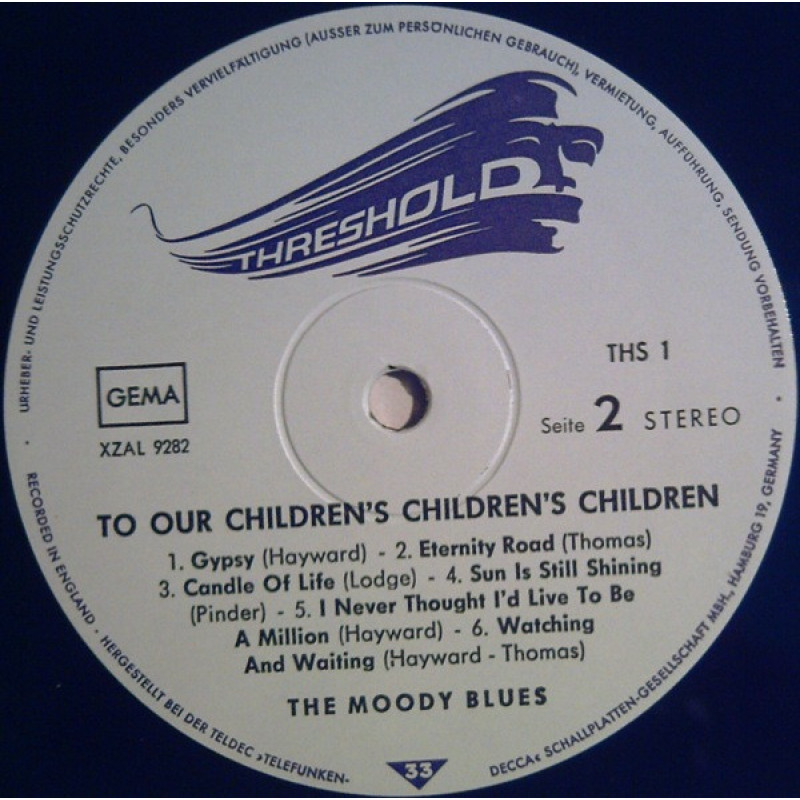 URHEBER- UND LEISTUNGSSCHUTZRECHTE, BESONDERS VERVIELFÄLTIGUNG (AUSSER ZUM PERSÖNLICHEN GEBRAUCH), VERMIETUNG, AUFFÜHRUNG, SENDUNG VORBEHALTEN
THRESHOLD
THS 1
GEMA
XZAL 9282
Seite 2 STEREO
TO OUR CHILDREN'S CHILDREN'S CHILDREN
1. Gypsy (Hayward) - 2. Eternity Road (Thomas)
3. Candle Of Life (Lodge) - 4. Sun Is Still Shining
(Pinder) - 5. I Never Thought I'd Live To Be
A Million (Hayward) - 6. Watching
And Waiting (Hayward - Thomas)
THE MOODY BLUES
33
RECORDED IN ENGLAND · HERGESTELLT BEI DER TELDEC »TELEFUNKEN-DECCA« SCHALLPLATTEN-GESELLSCHAFT MBH., HAMBURG 19, GERMANY